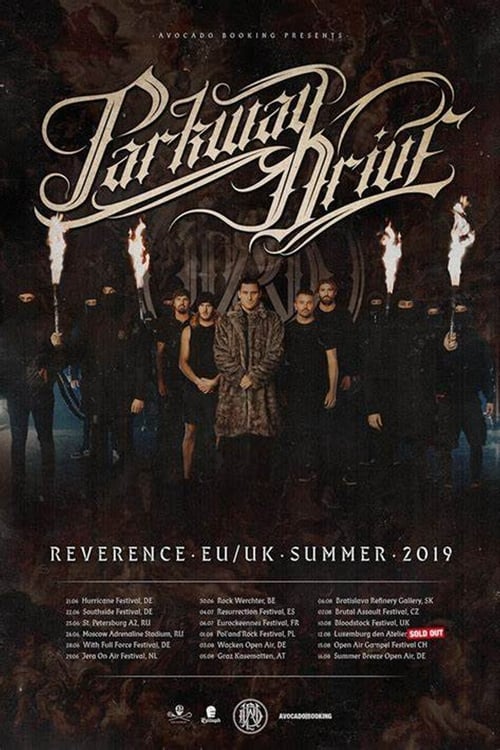 ·AVOCADO BOOKING PRESENTS·
Parkway
Drive
REVERENCE · EU/UK · SUMMER · 2019
21.06 Hurricane Festival, DE
22.06 Southside Festival, DE
25.06 St. Petersburg A2, RU
26.06 Moscow Adrenaline Stadium, RU
28.06 With Full Force Festival, DE
29.06 Jera On Air Festival, NL
30.06 Rock Werchter, BE
04.07 Resurrection Festival, ES
06.07 Eurockeennes Festival, FR
01.08 Pol'and'Rock Festival, PL
03.08 Wacken Open Air, DE
05.08 Graz Kasematten, AT
06.08 Bratislava Refinery Gallery, SK
07.08 Brutal Assault Festival, CZ
10.08 Bloodstock Festival, UK
12.08 Luxemburg den Atelier SOLD OUT
15.08 Open Air Gampel Festival CH
16.08 Summer Breeze Open Air, DE
Epitaph
AVOCADO|BOOKING